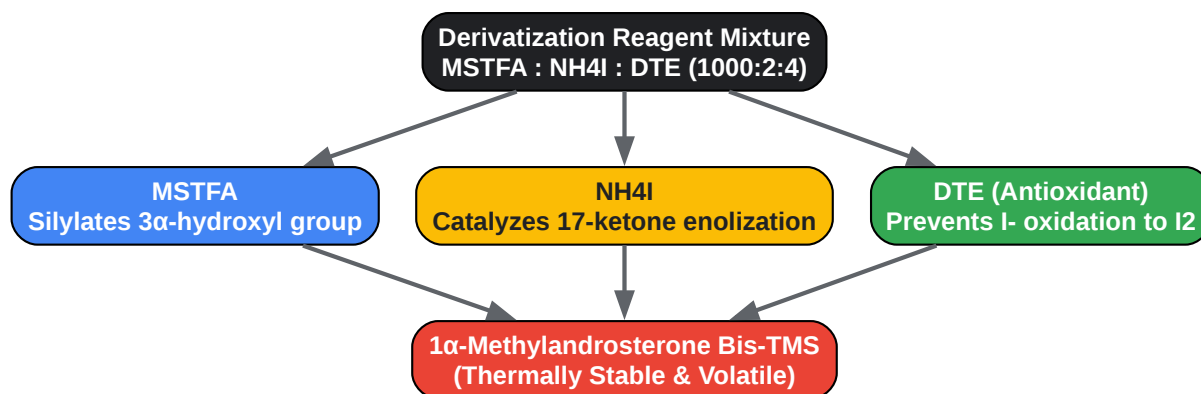 Derivatization Reagent Mixture
MSTFA : NH4I : DTE (1000:2:4)
MSTFA
Silylates 3α-hydroxyl group
NH4I
Catalyzes 17-ketone enolization
DTE (Antioxidant)
Prevents I- oxidation to I2
1α-Methylandrosterone Bis-TMS
(Thermally Stable & Volatile)